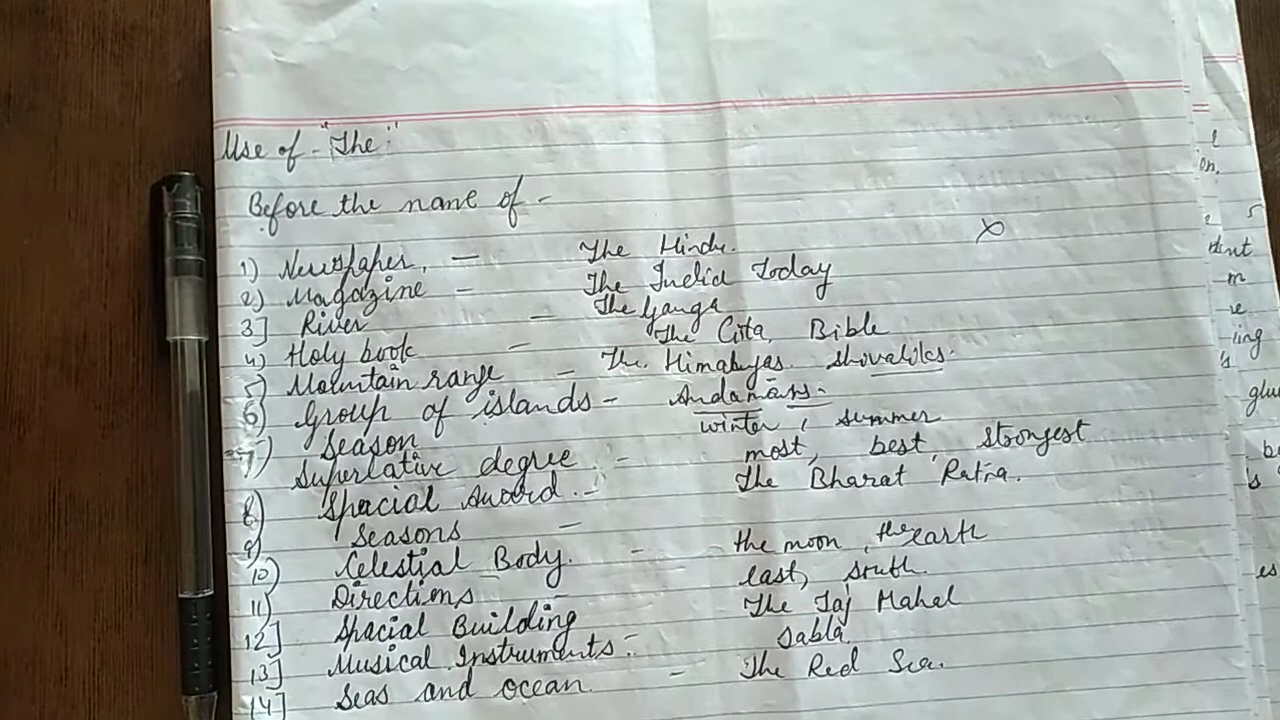 Use of - "The"
Before the name of -
1) Newspaper. - The Hindu.
2) Magazine - The India Today
3] River - The Ganga
4) Holy book - The Gita, Bible
5) Mountain range - The Himalayas. Shivaliks.
6) Group of islands - Andamans.
Season winter, summer
7) Superlative degree - most, best, strongest
8) Spacial Award. - The Bharat Ratna.
9) Seasons -
10) Celestial Body. - the moon, the earth
11) Directions - east, south.
12] Spacial Building The Taj Mahal
13] Musical Instruments: Tabla.
14] Seas and ocean. - The Red Sea.